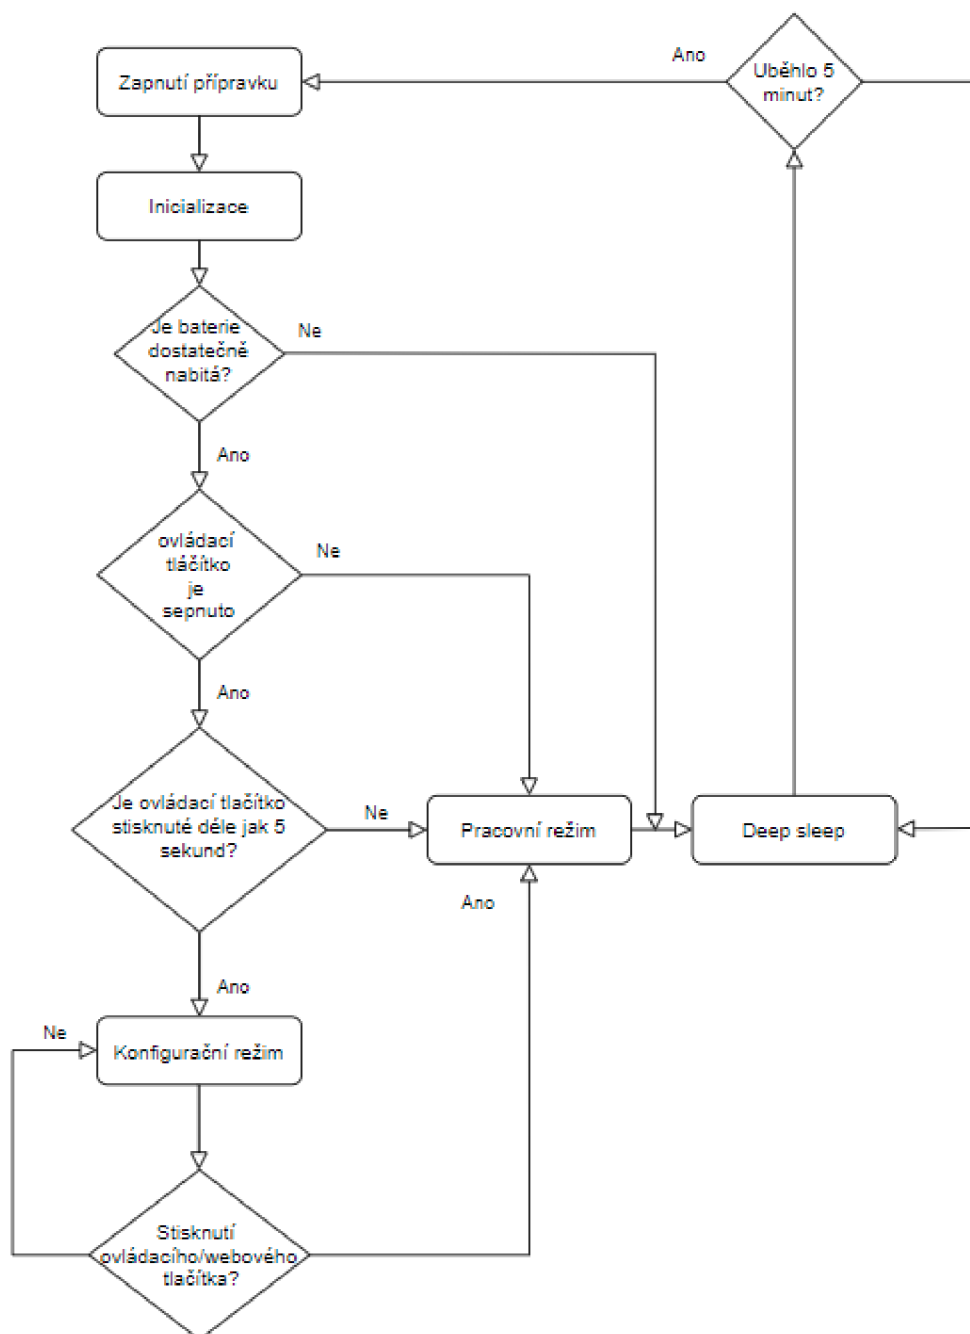 Zapnutí přípravku
Ano
Uběhlo 5
minut?
Inicializace
Je baterie
dostatečně
nabitá?
Ne
Ano
ovládací
tláčítko
je
sepnuto
Ne
Ano
Je ovládací tlačítko
stisknuté déle jak 5
sekund?
Ne
Pracovní režim
Deep sleep
Ano
Ano
Ne
Konfigurační režim
Stisknutí
ovládacího/webového
tlačítka?